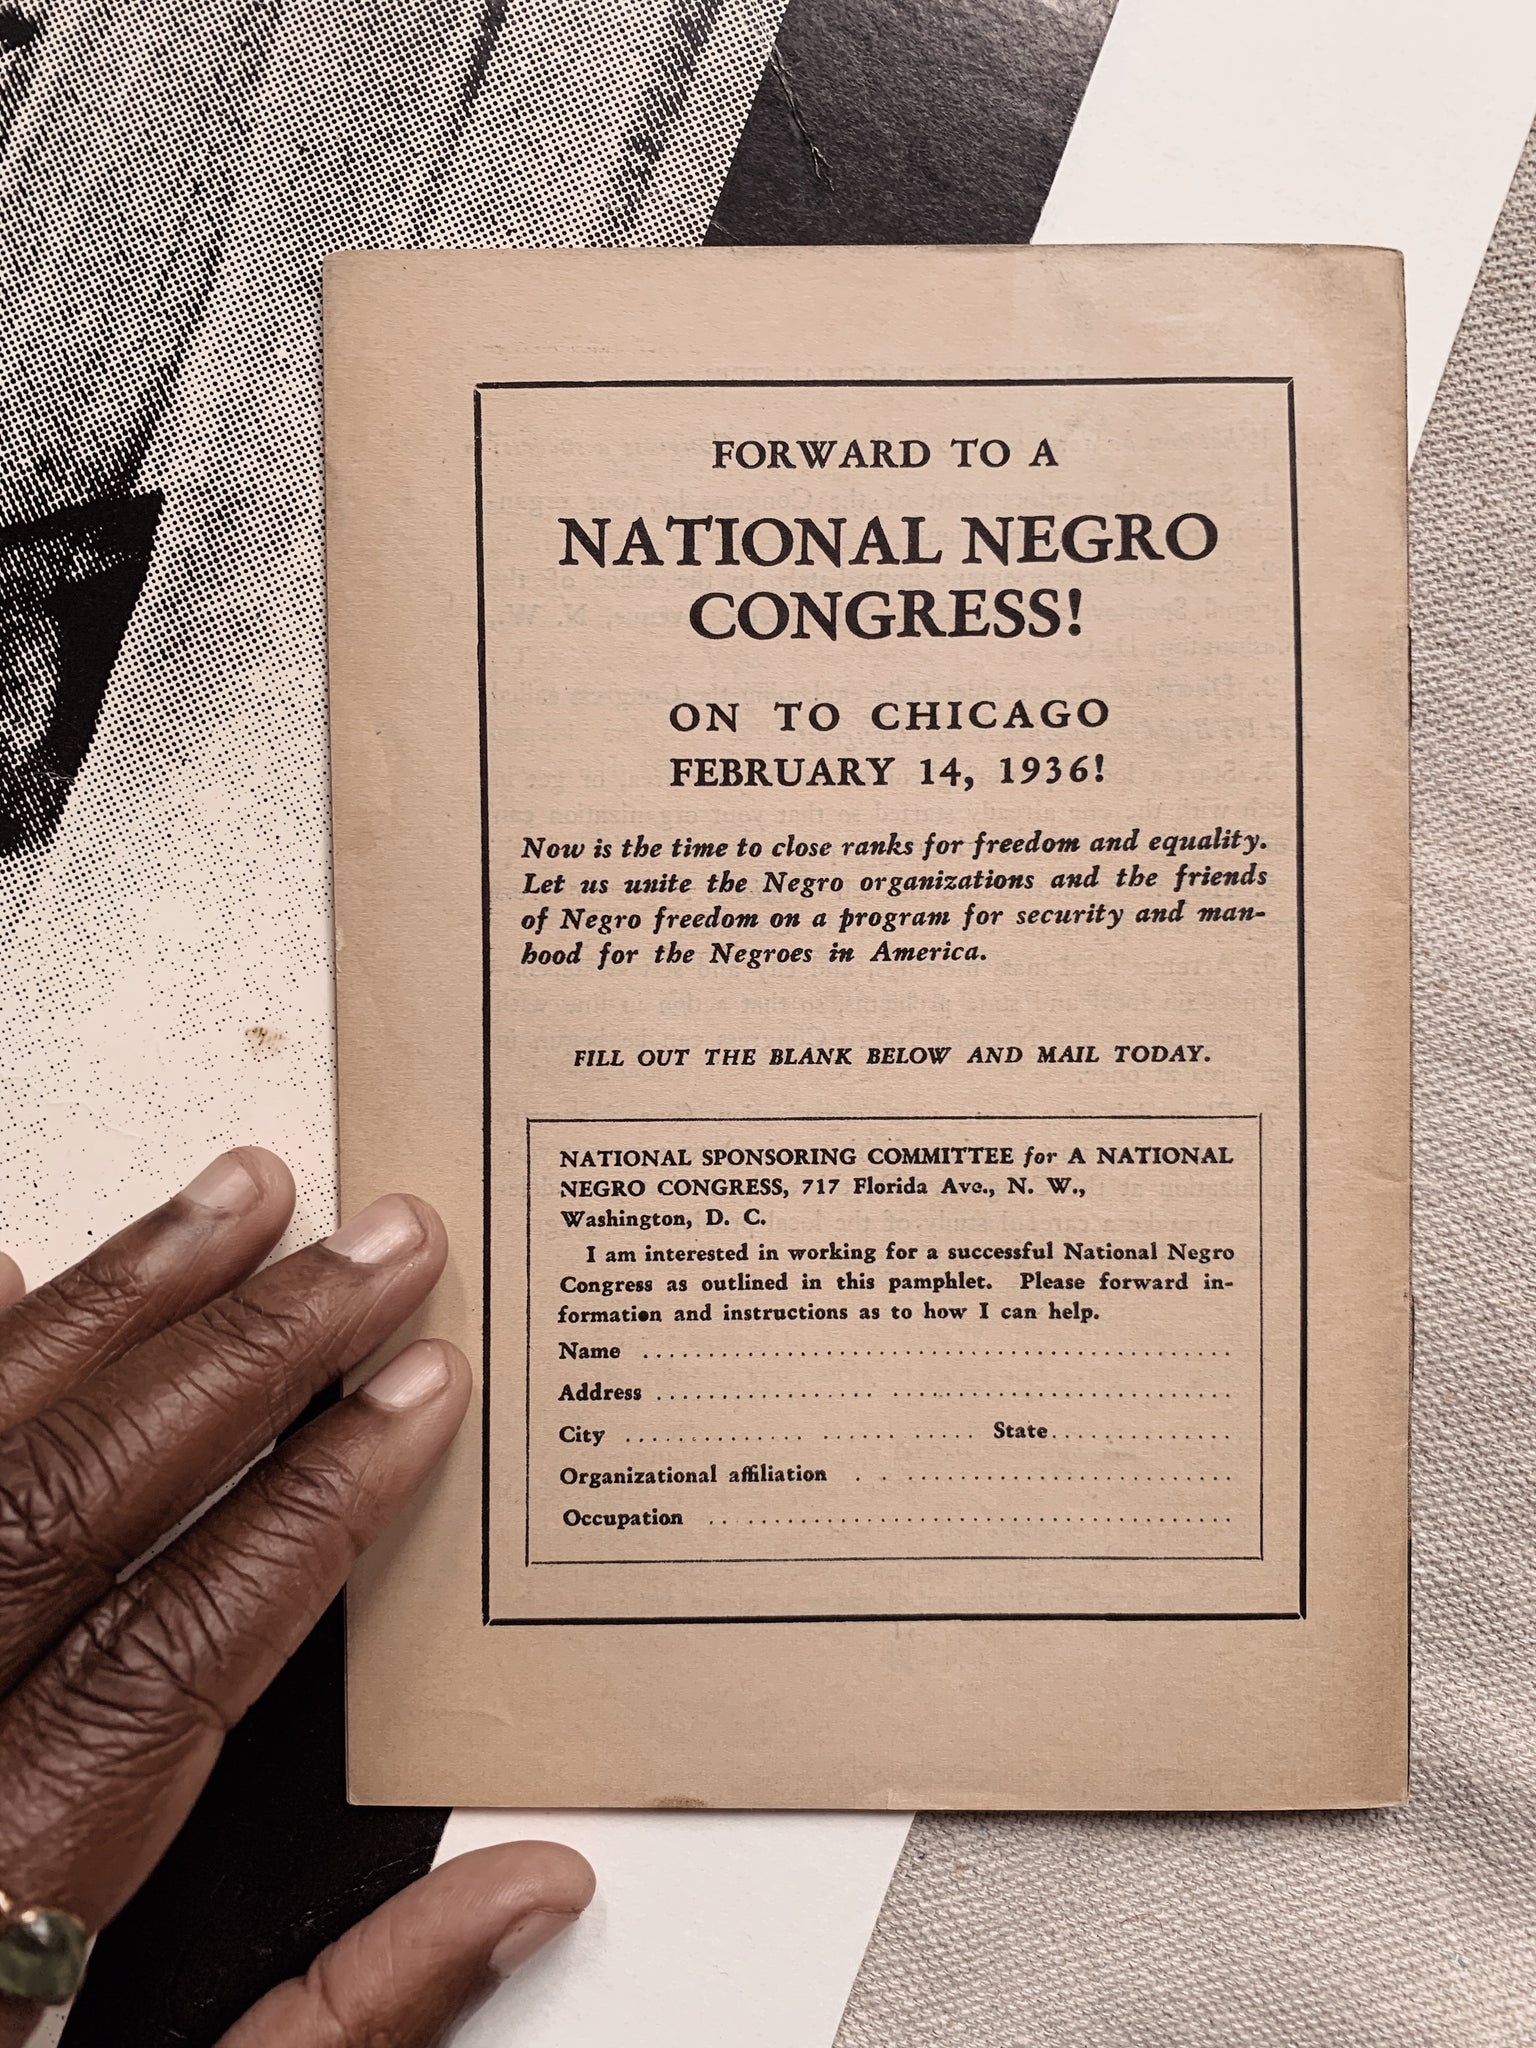 FORWARD TO A
NATIONAL NEGRO
CONGRESS!
ON TO CHICAGO
FEBRUARY 14, 1936!
Now is the time to close ranks for freedom and equality.
Let us unite the Negro organizations and the friends
of Negro freedom on a program for security and man-
hood for the Negroes in America.
FILL OUT THE BLANK BELOW AND MAIL TODAY.
NATIONAL SPONSORING COMMITTEE for A NATIONAL
NEGRO CONGRESS, 717 Florida Ave., N. W.,
Washington, D. C.
I am interested in working for a successful National Negro
Congress as outlined in this pamphlet. Please forward in-
formation and instructions as to how I can help.
Name ........................................
Address ........................................
City .............................. State...............
Organizational affiliation ..............................
Occupation ........................................